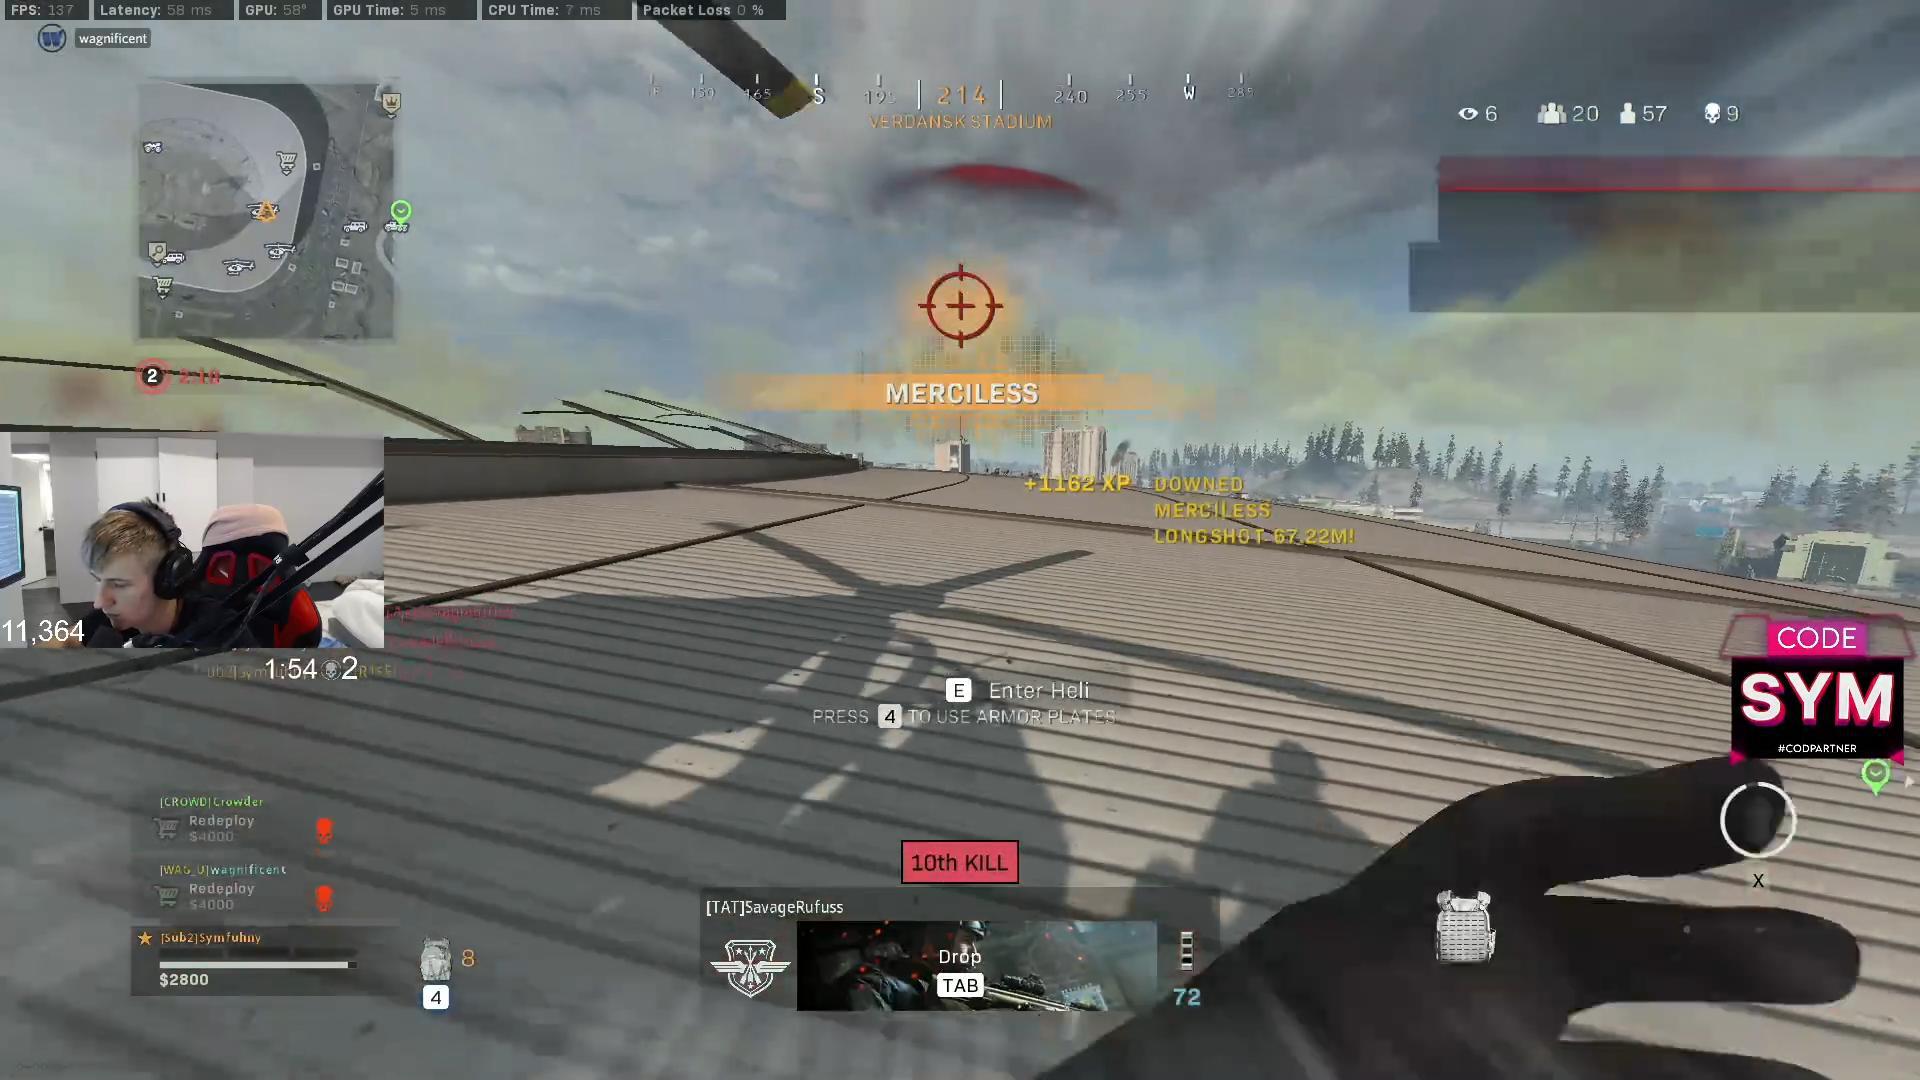 FPS: 137 Latency: 58 ms GPU: 58° GPU Time: 5 ms CPU Time: 7 ms Packet Loss 0 %
wagnificent
150 165 S 195 214 240 255 W 285
VERDANSK STADIUM
6 20 57 9
2 2:10
MERCILESS
+1162 XP DOWNED
MERCILESS
LONGSHOT 67.22M!
11,364
1:54 2
E Enter Heli
PRESS 4 TO USE ARMOR PLATES
CODE
SYM
#CODPARTNER
[CROWD]Crowder
Redeploy
$4000
[WAG_U]wagnificent
Redeploy
$4000
[Sub2]Symfuhny
$2800
8
4
10th KILL
[TAT]SavageRufuss
Drop
TAB
72
X